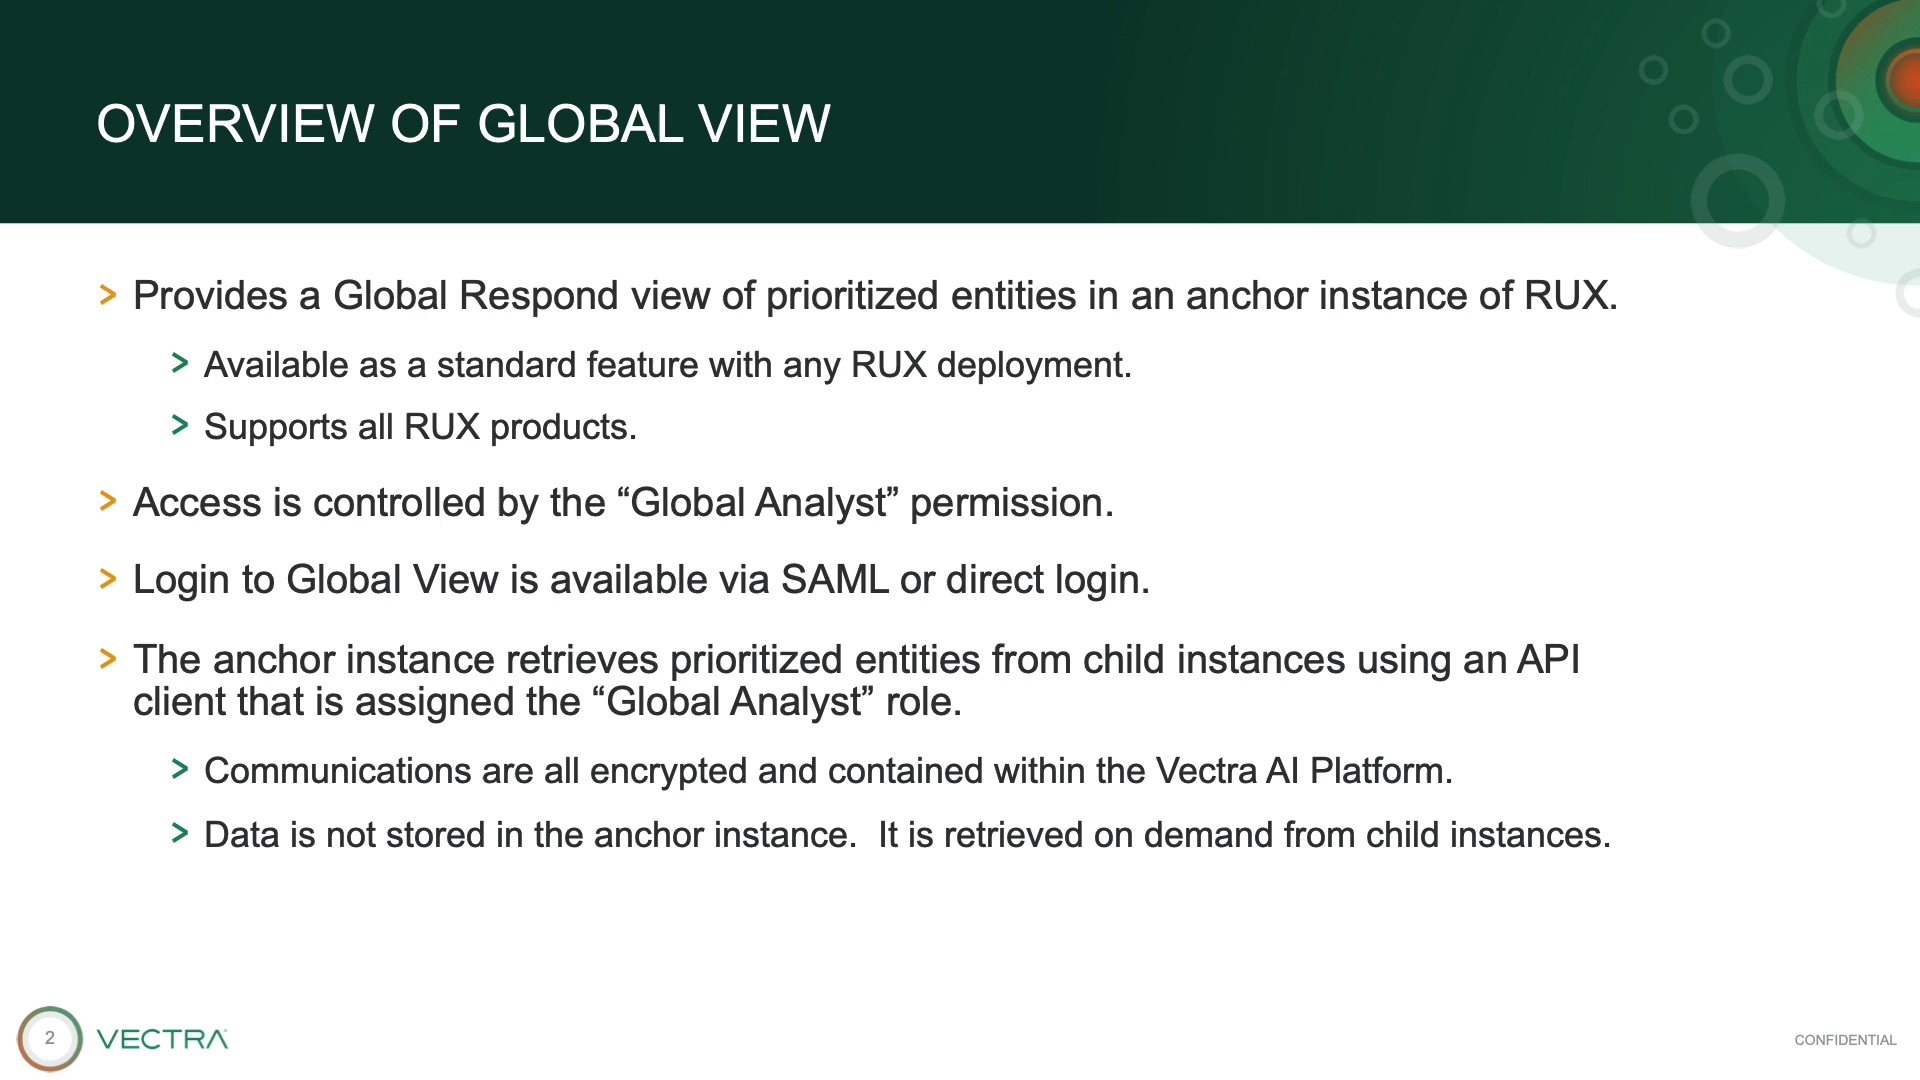 OVERVIEW OF GLOBAL VIEW
> Provides a Global Respond view of prioritized entities in an anchor instance of RUX.
> Available as a standard feature with any RUX deployment.
> Supports all RUX products.
> Access is controlled by the “Global Analyst” permission.
> Login to Global View is available via SAML or direct login.
> The anchor instance retrieves prioritized entities from child instances using an API
client that is assigned the “Global Analyst” role.
> Communications are all encrypted and contained within the Vectra AI Platform.
> Data is not stored in the anchor instance.  It is retrieved on demand from child instances.
2
VECTRA
CONFIDENTIAL